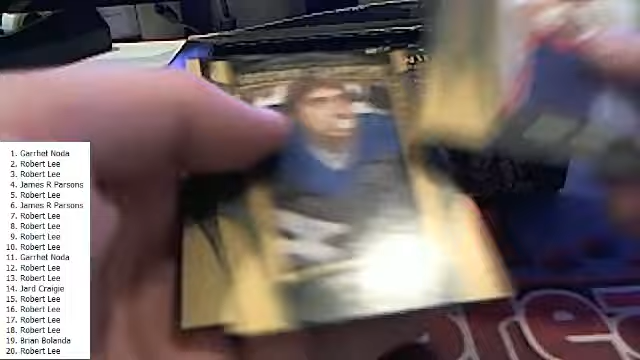 1. Garrhet Noda
2. Robert Lee
3. Robert Lee
4. James R Parsons
5. Robert Lee
6. James R Parsons
7. Robert Lee
8. Robert Lee
9. Robert Lee
10. Robert Lee
11. Garrhet Noda
12. Robert Lee
13. Robert Lee
14. Jard Craigie
15. Robert Lee
16. Robert Lee
17. Robert Lee
18. Robert Lee
19. Brian Bolanda
20. Robert Lee